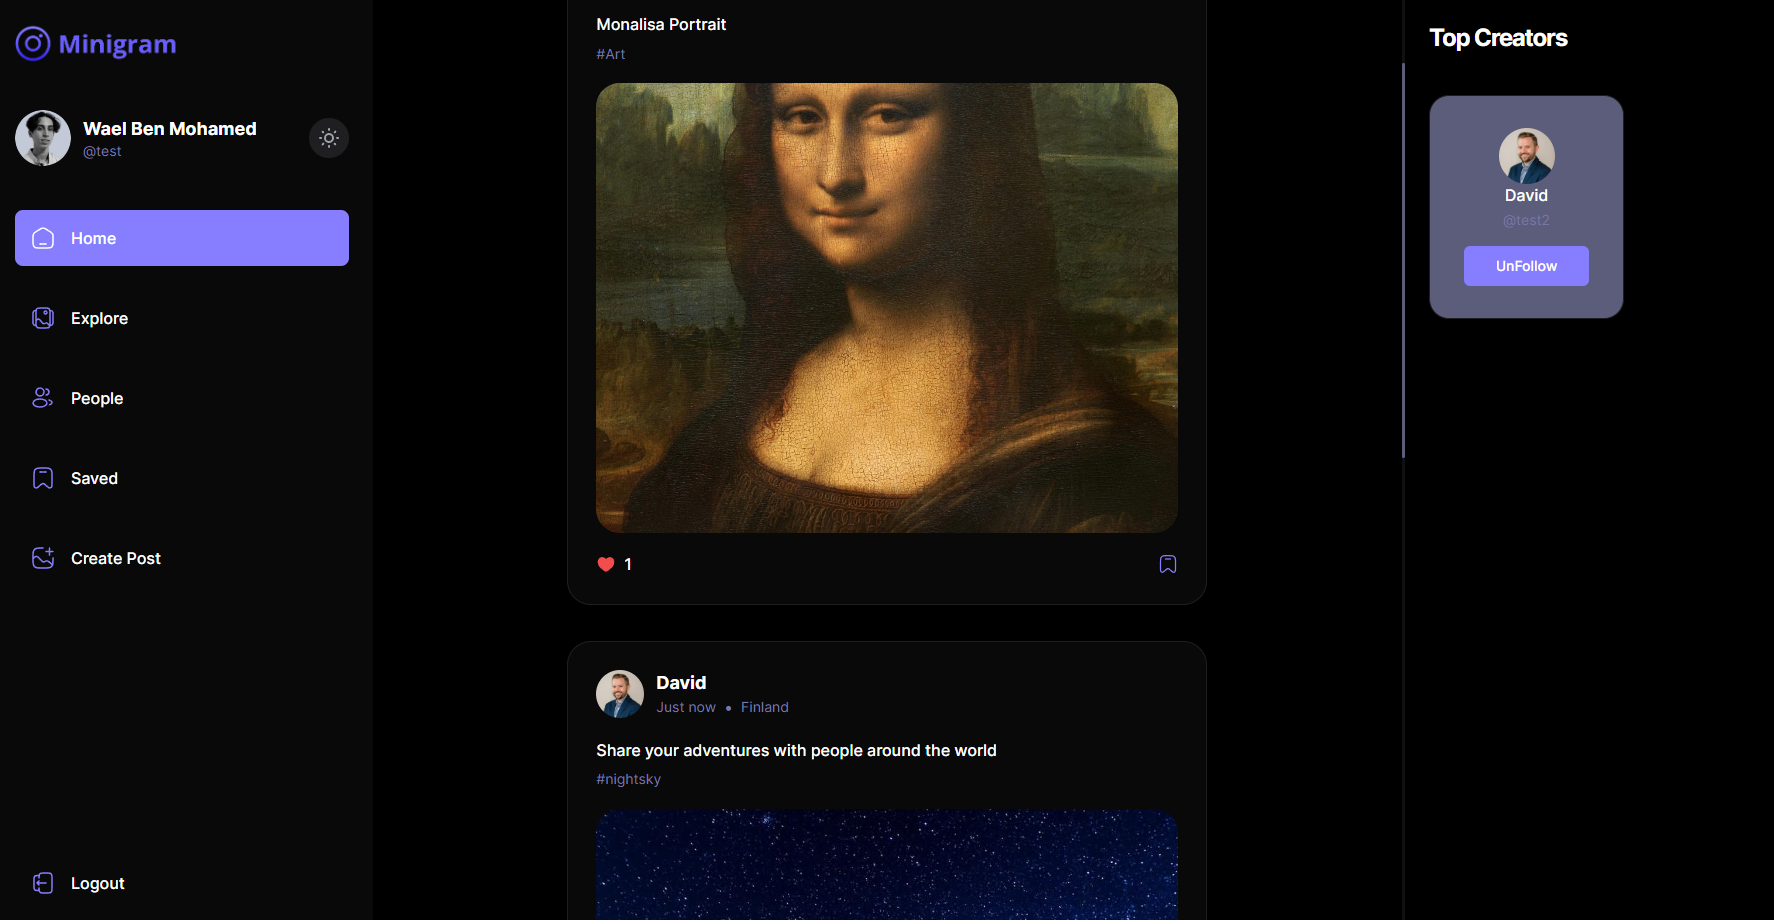 Minigram
Wael Ben Mohamed
@test
Home
Explore
People
Saved
Create Post
Logout
Monalisa Portrait
#Art
1
David
Just now • Finland
Share your adventures with people around the world
#nightsky
Top Creators
David
@test2
UnFollow